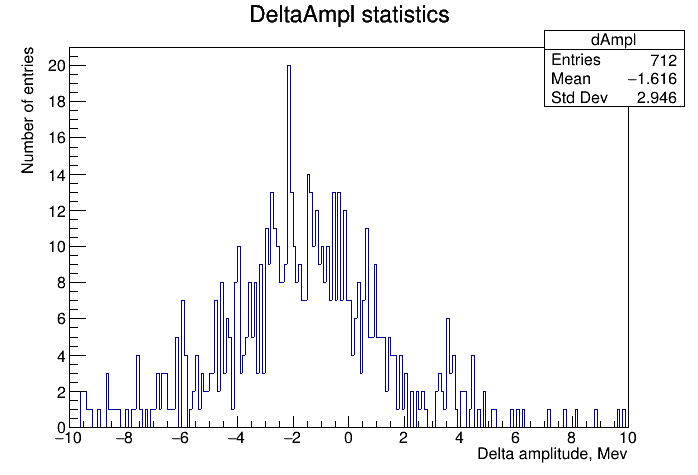 DeltaAmpl statistics
dAmpl
Entries 712
Mean −1.616
Std Dev 2.946
Number of entries
20
18
16
14
12
10
8
6
4
2
0
−10 −8 −6 −4 −2 0 2 4 6 8 10
Delta amplitude, Mev